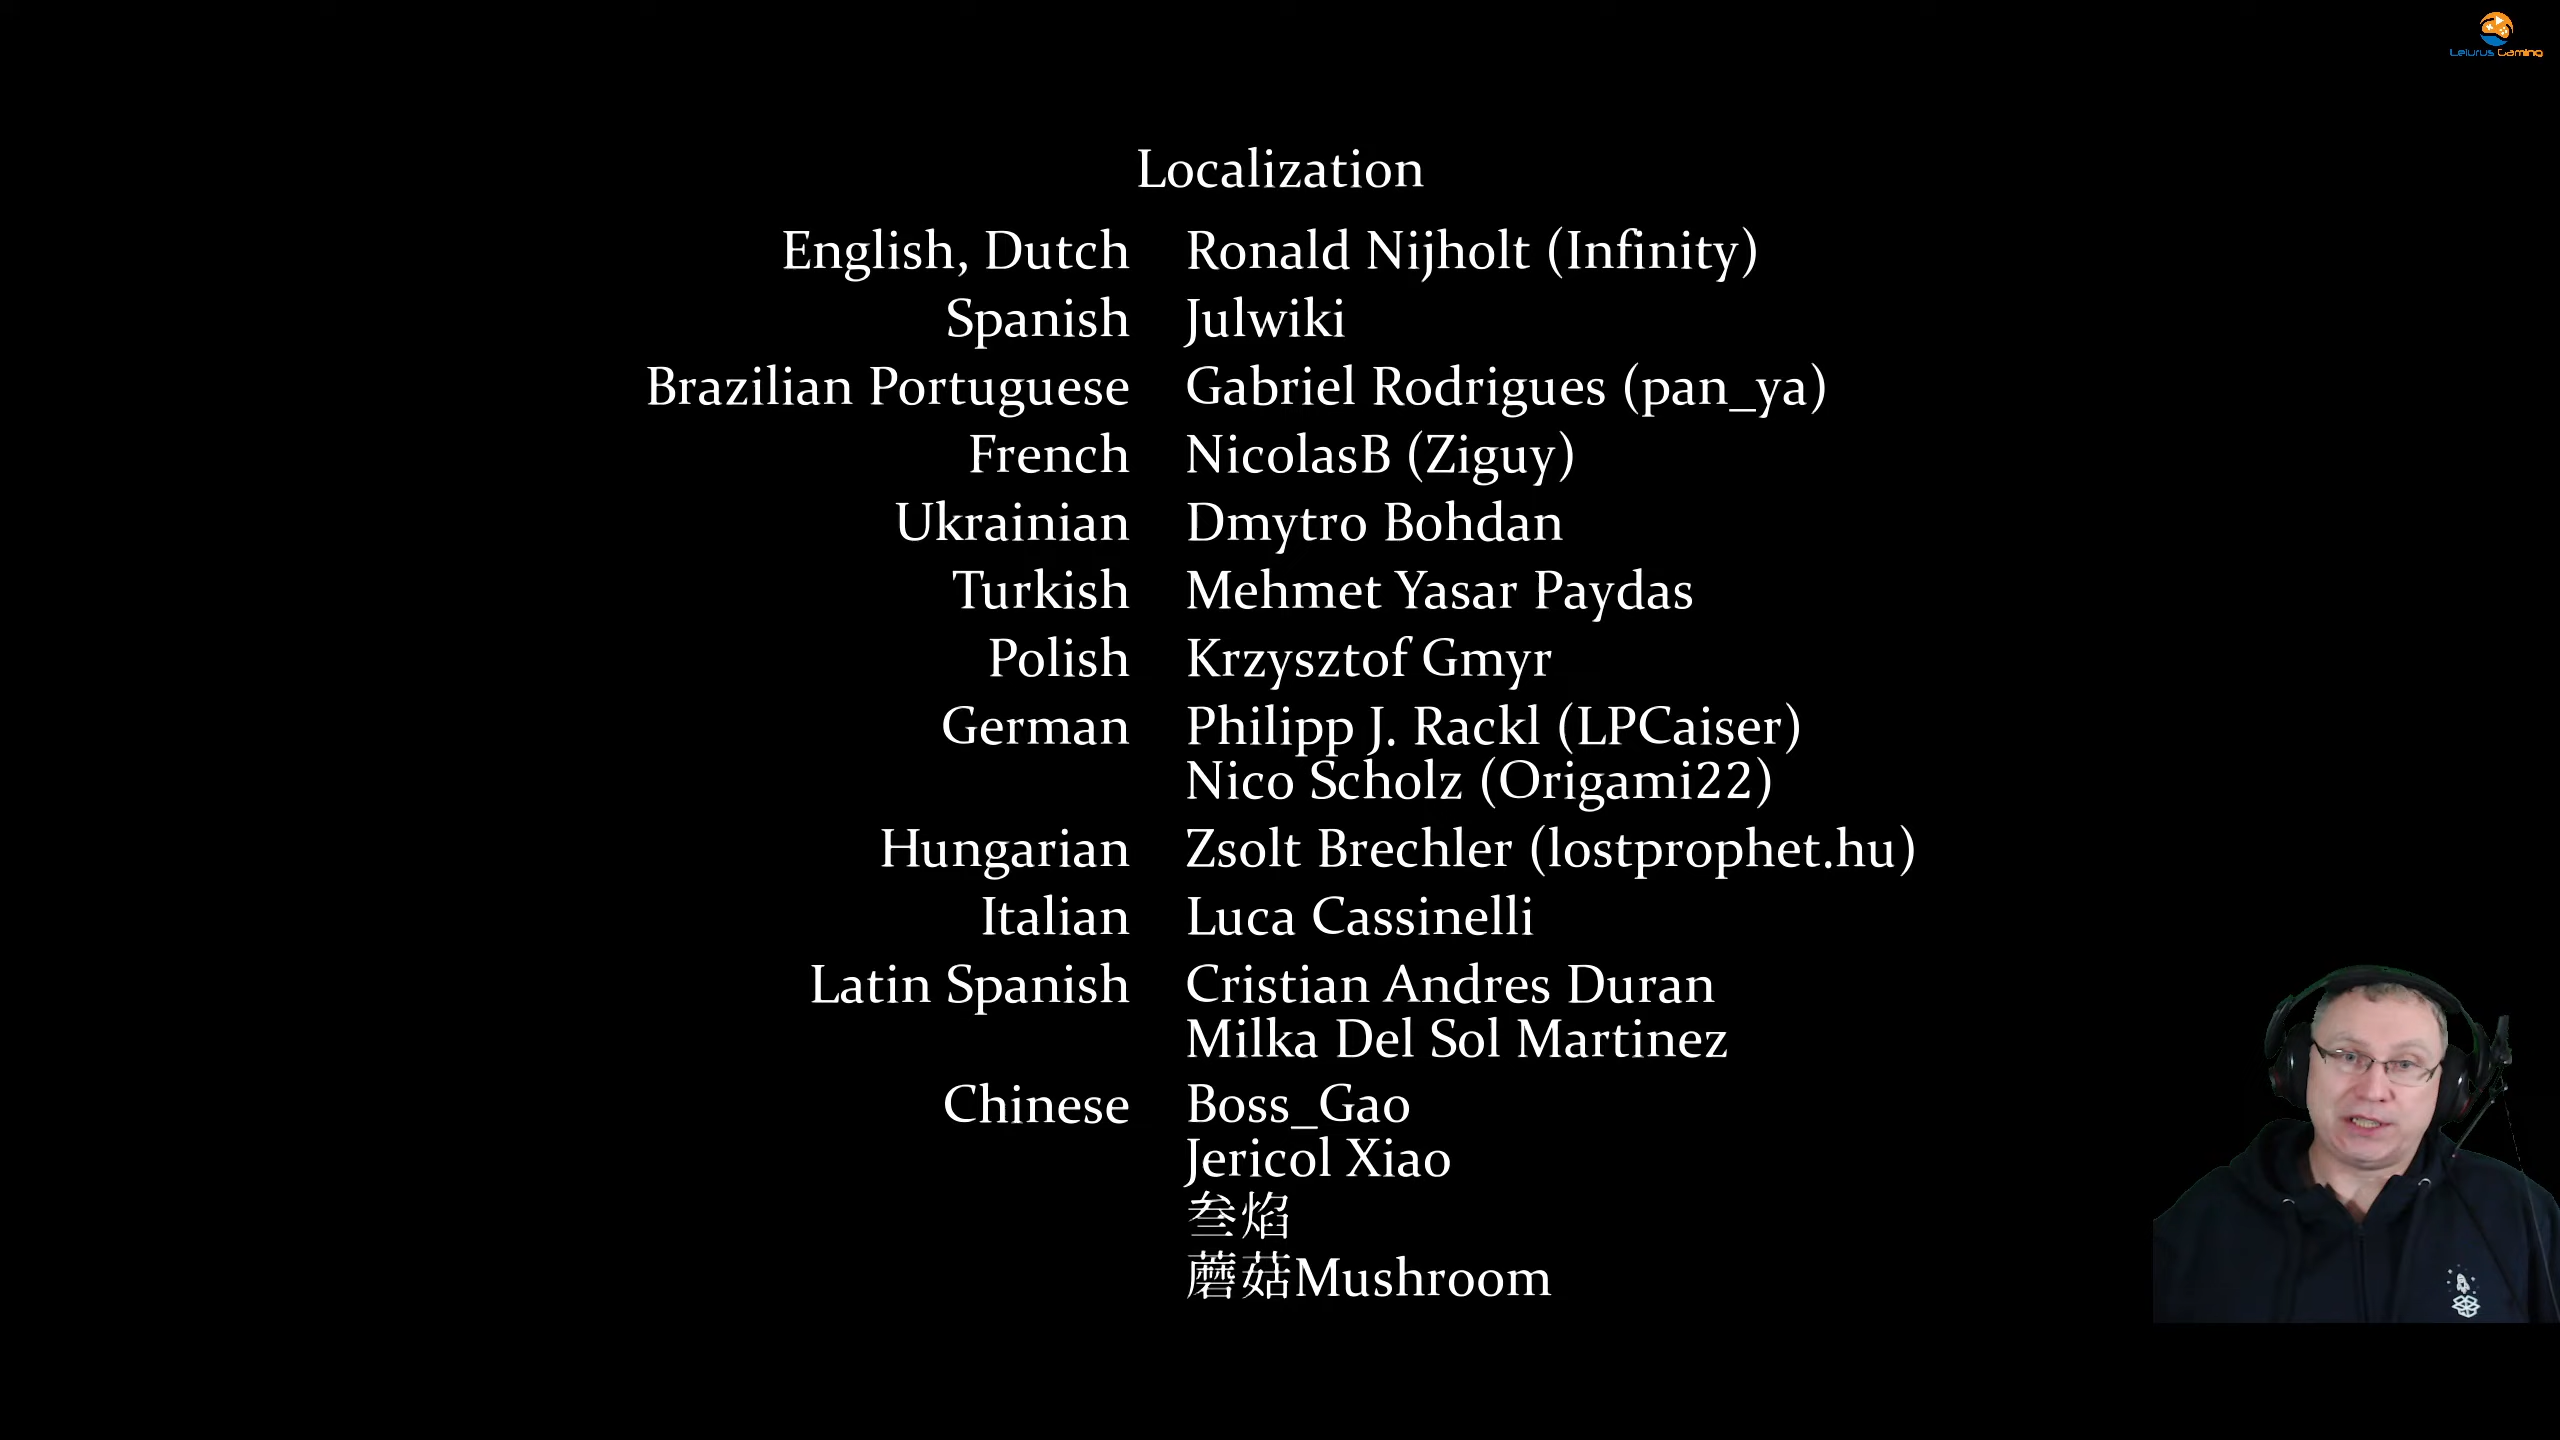 Lelurus Gaming
Localization
English, Dutch Ronald Nijholt (Infinity)
Spanish Julwiki
Brazilian Portuguese Gabriel Rodrigues (pan_ya)
French NicolasB (Ziguy)
Ukrainian Dmytro Bohdan
Turkish Mehmet Yasar Paydas
Polish Krzysztof Gmyr
German Philipp J. Rackl (LPCaiser)
Nico Scholz (Origami22)
Hungarian Zsolt Brechler (lostprophet.hu)
Italian Luca Cassinelli
Latin Spanish Cristian Andres Duran
Milka Del Sol Martinez
Chinese Boss_Gao
Jericol Xiao
叁焰
蘑菇Mushroom